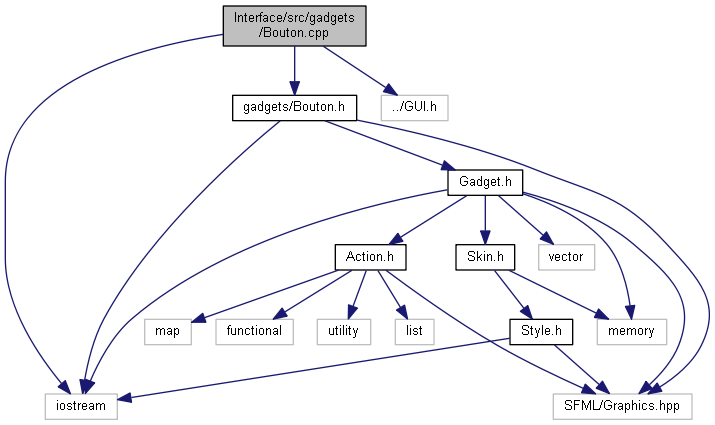 Interface/src/gadgets
/Bouton.cpp
gadgets/Bouton.h
../GUI.h
Gadget.h
Action.h
Skin.h
vector
map
functional
utility
list
Style.h
memory
iostream
SFML/Graphics.hpp